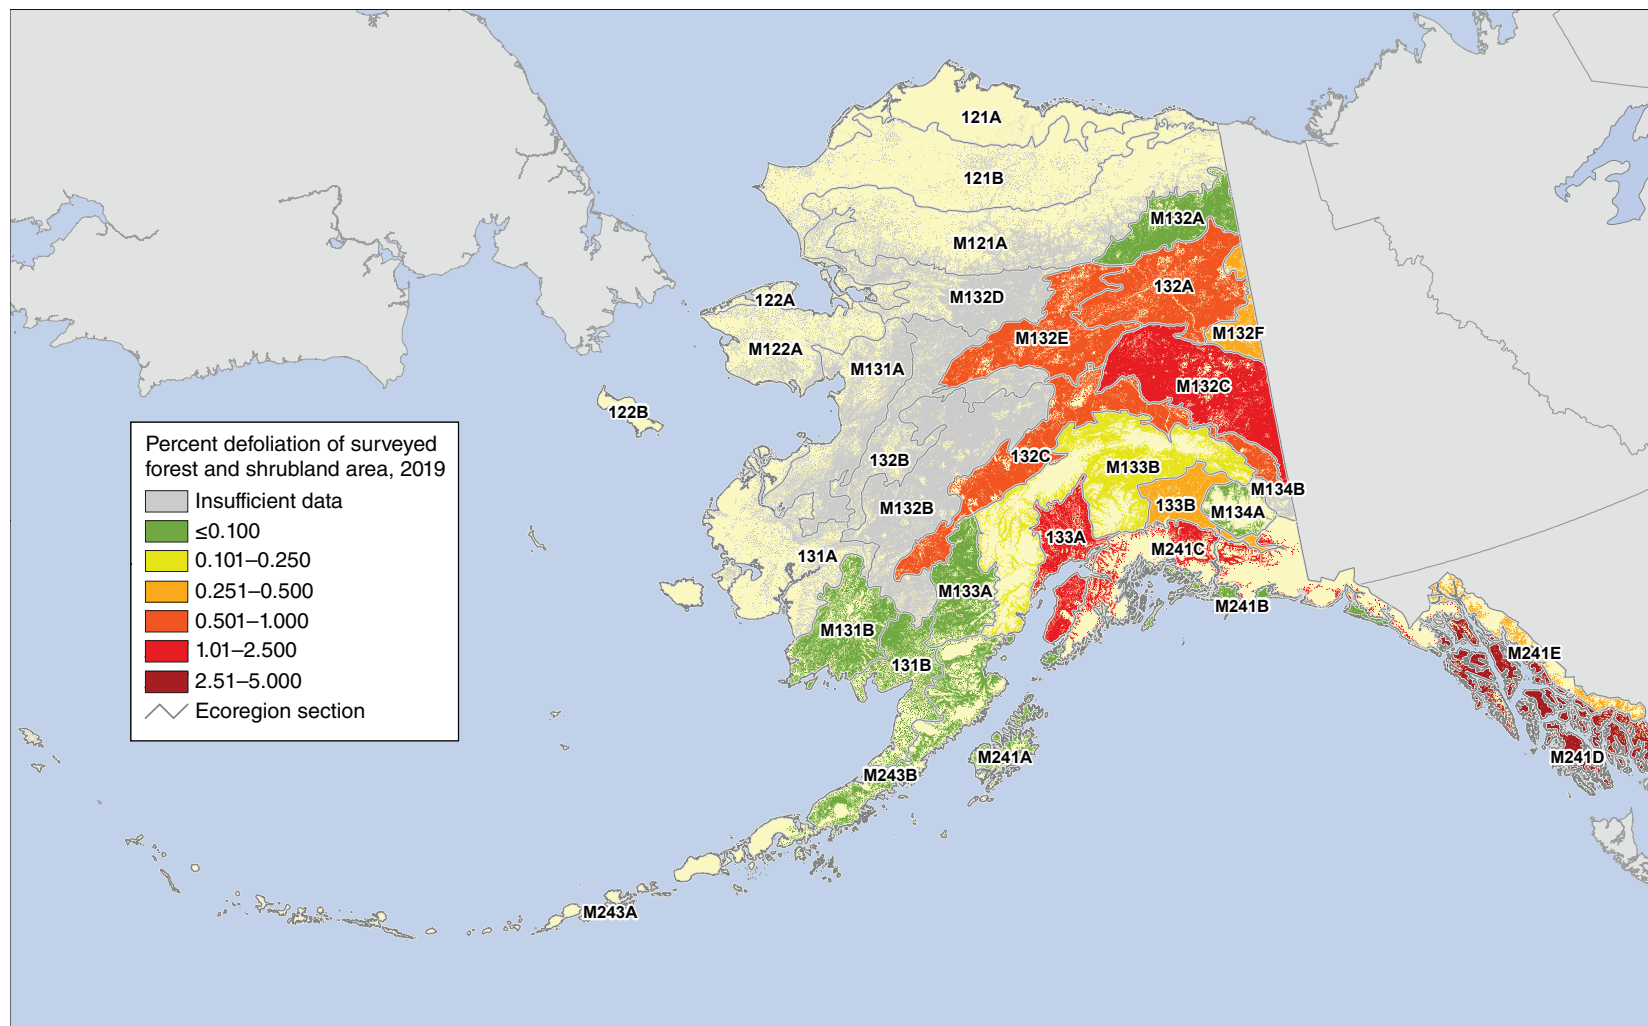 121A
121B
M132A
M121A
132A
M132D
122A
M132F
M132E
M122A
M131A
M132C
122B
Percent defoliation of surveyed
forest and shrubland area, 2019
Insufficient data
≤0.100
0.101–0.250
0.251–0.500
0.501–1.000
1.01–2.500
2.51–5.000
Ecoregion section
132C
132B
M133B
M134B
133B
M132B
M134A
133A
M241C
131A
M133A
M241B
M131B
M241E
131B
M241A
M241D
M243B
M243A